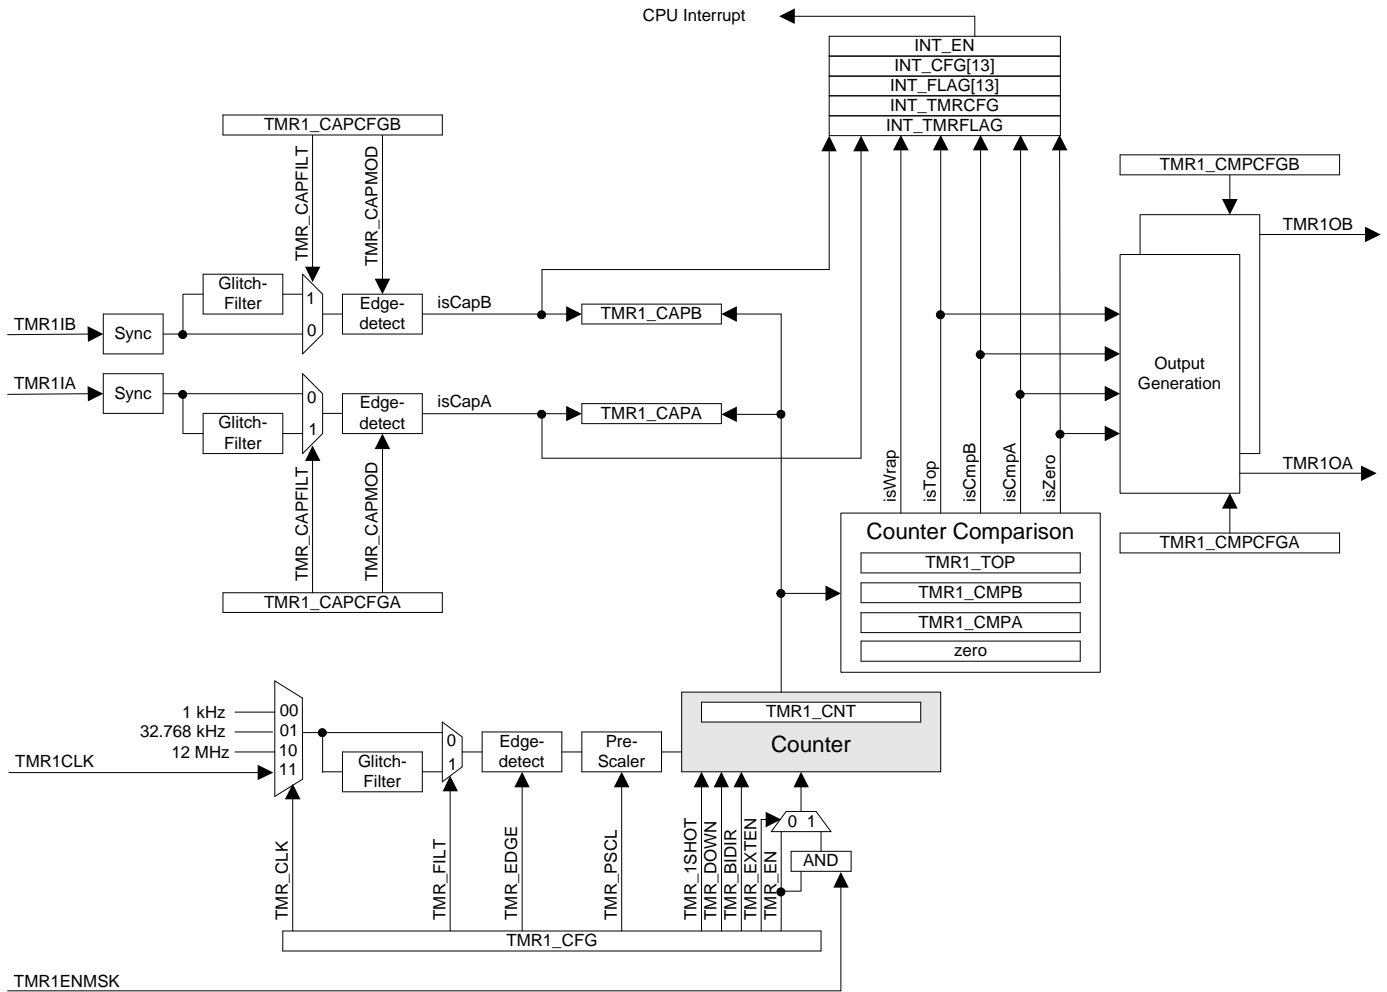 CPU Interrupt
INT_EN
INT_CFG[13]
INT_FLAG[13]
INT_TMRCFG
INT_TMRFLAG
TMR1_CAPCFGB
TMR_CAPFILT
TMR_CAPMOD
TMR1_CMPCFGB
TMR1OB
Glitch-
Filter
1
0
Edge-
detect
isCapB
TMR1_CAPB
TMR1IB
Sync
TMR1IA
Sync
0
1
Glitch-
Filter
Edge-
detect
isCapA
TMR1_CAPA
Output
Generation
TMR1OA
TMR1_CMPCFGA
isWrap
isTop
isCmpB
isCmpA
isZero
TMR_CAPFILT
TMR_CAPMOD
TMR1_CAPCFGA
Counter Comparison
TMR1_TOP
TMR1_CMPB
TMR1_CMPA
zero
1 kHz
32.768 kHz
12 MHz
TMR1CLK
00
01
10
11
Glitch-
Filter
0
1
Edge-
detect
Pre-
Scaler
TMR1_CNT
Counter
0 1
AND
TMR_CLK
TMR_FILT
TMR_EDGE
TMR_PSCL
TMR_1SHOT
TMR_DOWN
TMR_BIDIR
TMR_EXTEN
TMR_EN
TMR1_CFG
TMR1ENMSK